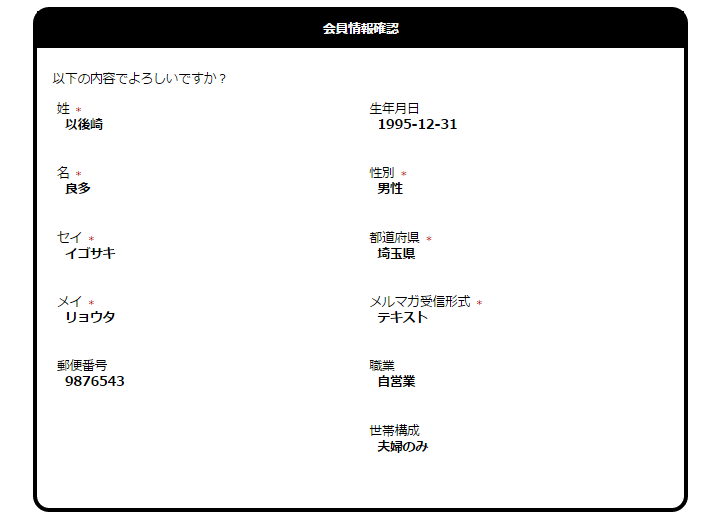 会員情報確認
以下の内容でよろしいですか？
姓 *
以後崎
名 *
良多
セイ *
イゴサキ
メイ *
リョウタ
郵便番号
9876543
生年月日
1995-12-31
性別 *
男性
都道府県 *
埼玉県
メルマガ受信形式 *
テキスト
職業
自営業
世帯構成
夫婦のみ